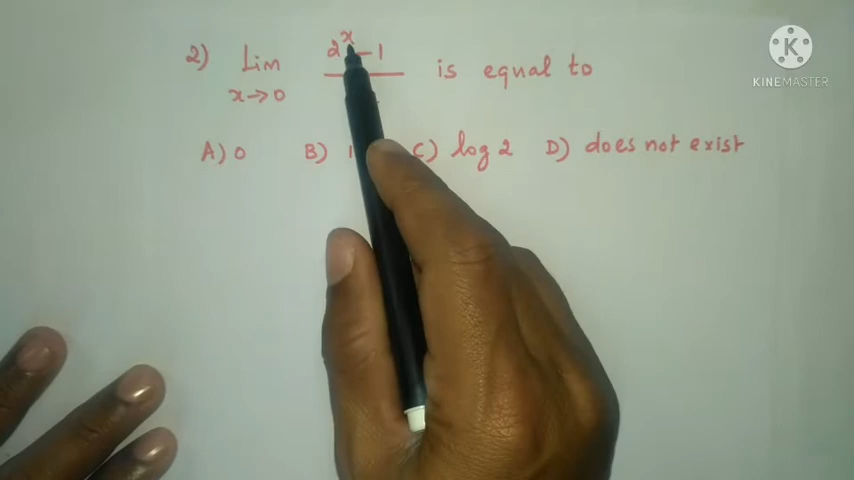 2) Lim 2^x - 1 is equal to
x→0
A) 0 B) 1 C) log 2 D) does not exist
KINEMASTER